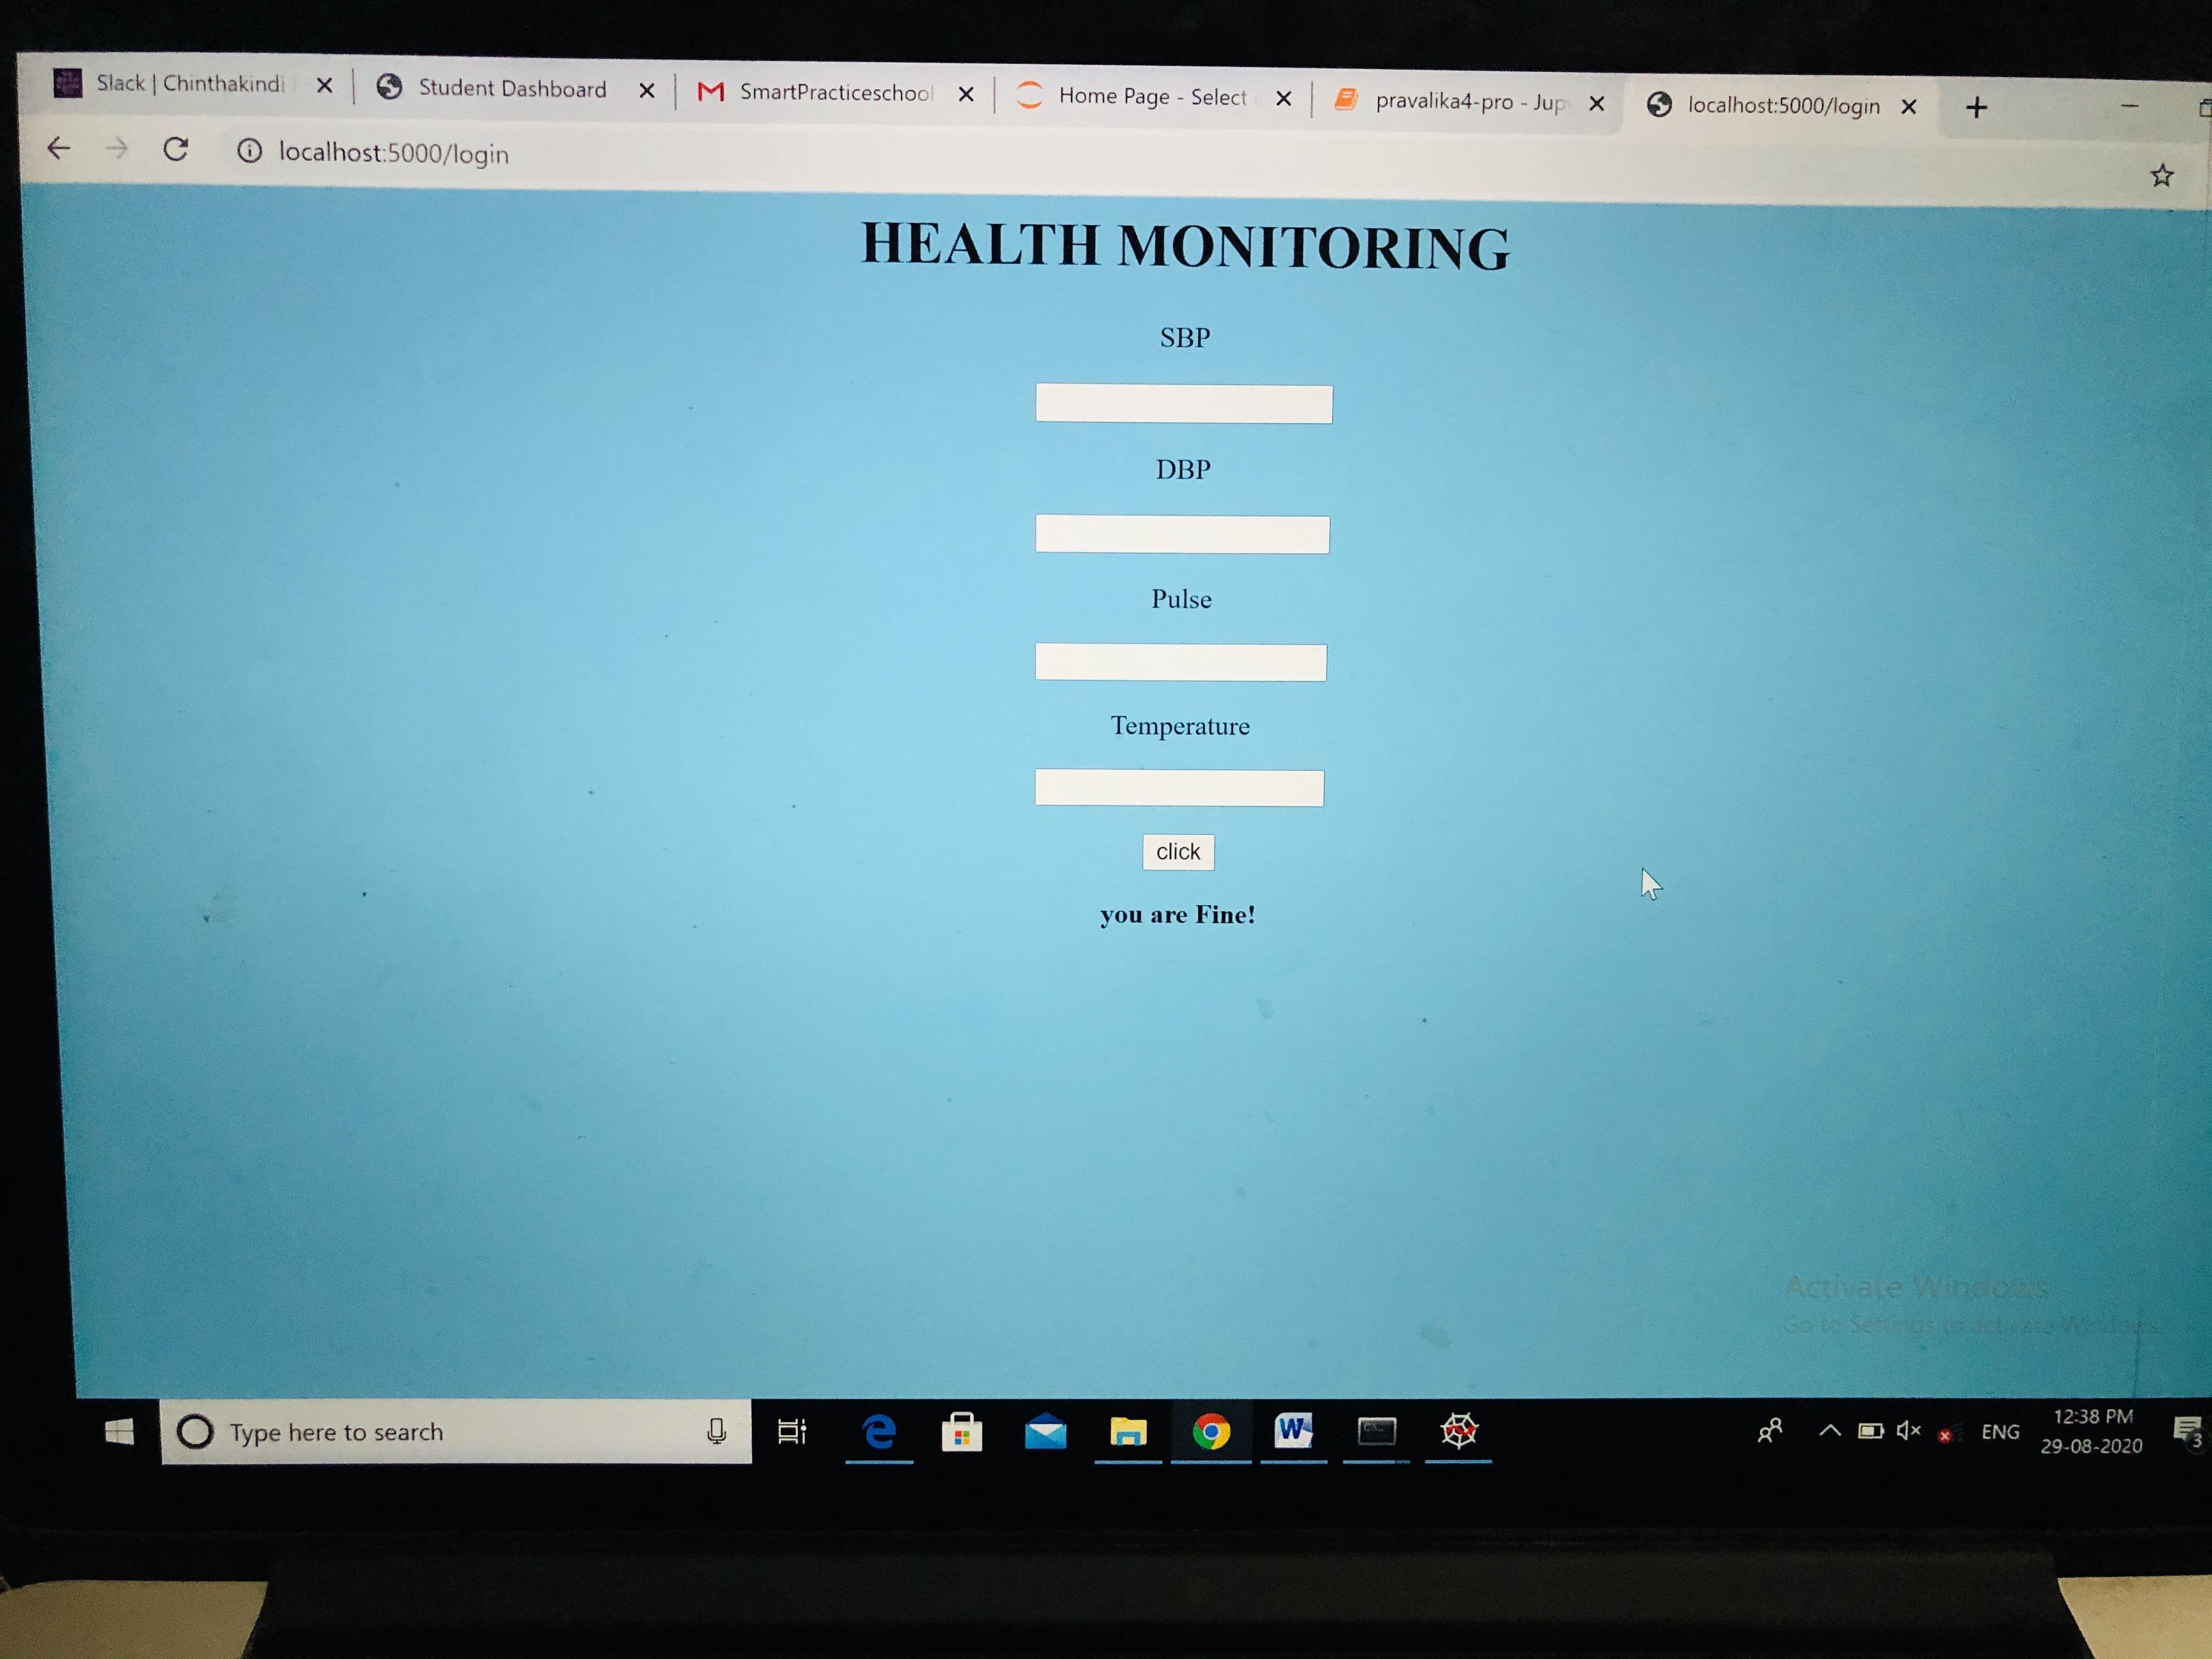 Slack | Chinthakindi
Student Dashboard
SmartPracticeschool
Home Page - Select
pravalika4-pro - Jup
localhost:5000/login
localhost:5000/login
HEALTH MONITORING
SBP
DBP
Pulse
Temperature
click
you are Fine!
Activate Windows
Go to Settings to activate Windows.
Type here to search
ENG
12:38 PM
29-08-2020
3